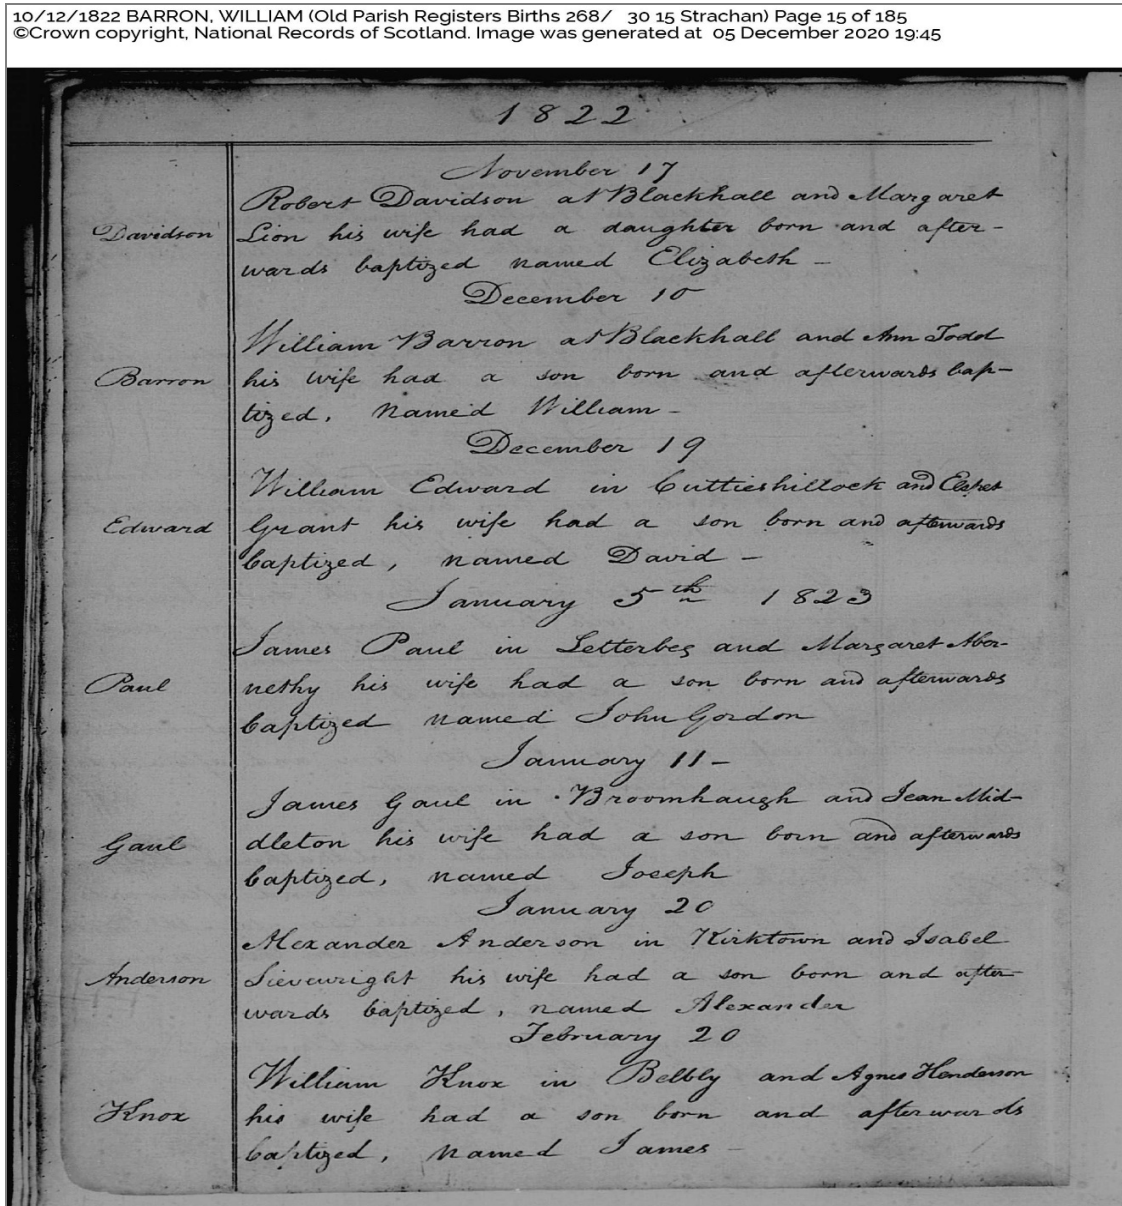 10/12/1822 BARRON, WILLIAM (Old Parish Registers Births 268/ 30 15 Strachan) Page 15 of 185
©Crown copyright, National Records of Scotland. Image was generated at 05 December 2020 19:45
1822
November 17
Robert Davidson at Blackhall and Margaret
Davidson Lion his wife had a daughter born and after-
wards baptized named Elizabeth -
December 10
William Barron at Blackhall and Ann Todd
Barron his wife had a son born and afterwards bap-
tized, named William -
December 19
William Edward in Cuttieshillock and Elspet
Edward Grant his wife had a son born and afterwards
baptized, named David -
January 5th 1823
James Paul in Letterbeg and Margaret Aber-
Paul nethy his wife had a son born and afterwards
baptized named John Gordon
January 11 -
James Gaul in Broomhaugh and Jean Mid-
Gaul dleton his wife had a son born and afterwards
baptized, named Joseph
January 20
Alexander Anderson in Kirktown and Isabel
Anderson Sievwright his wife had a son born and after-
wards baptized, named Alexander
February 20
William Knox in and Agnes Henderson
Knox his wife had a son born and afterwards
baptized, named James -